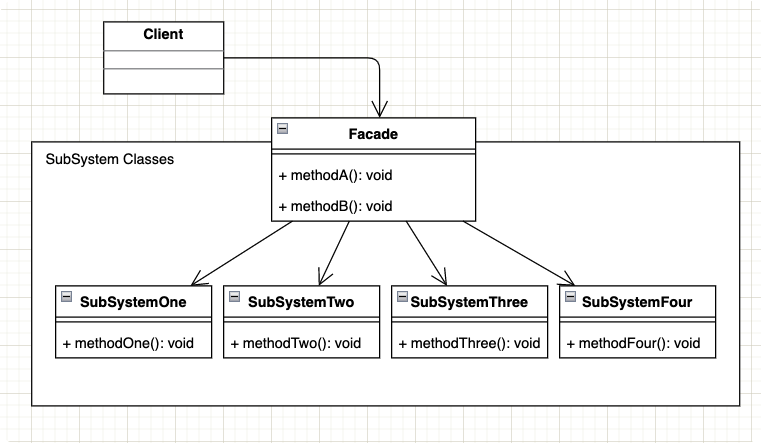 Client
Facade
SubSystem Classes
+ methodA(): void
+ methodB(): void
SubSystemOne
SubSystemTwo
SubSystemThree
SubSystemFour
+ methodOne(): void
+ methodTwo(): void
+ methodThree(): void
+ methodFour(): void